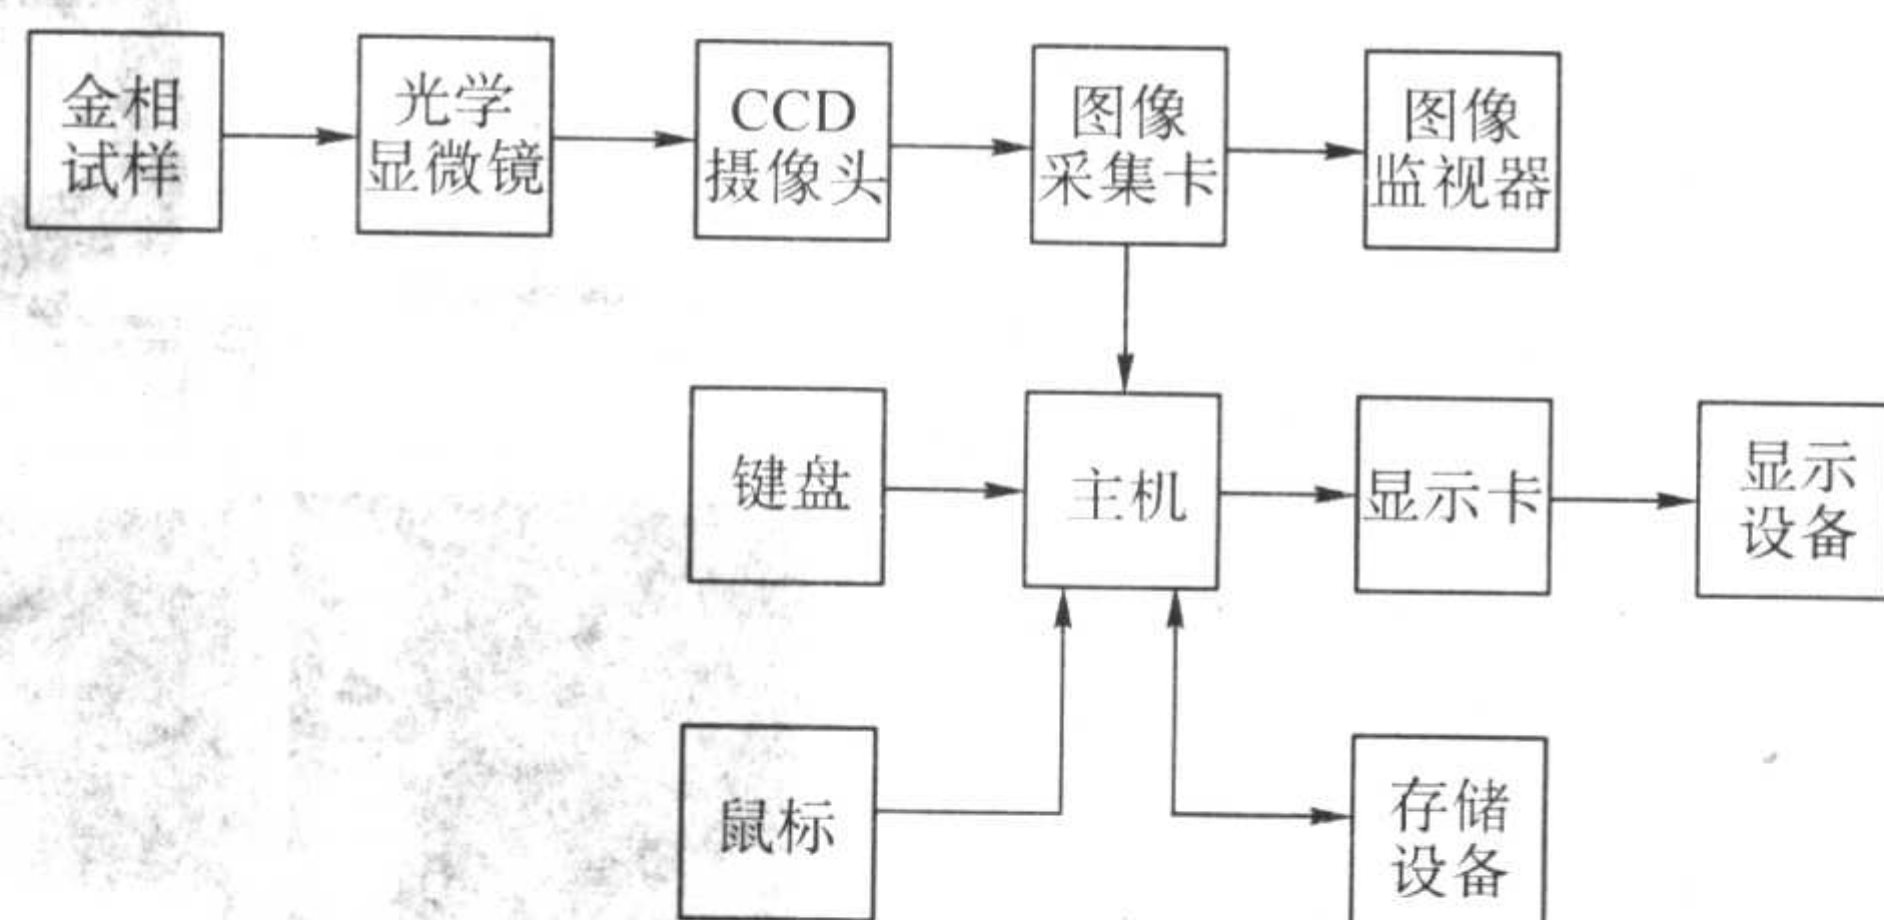 金相
试样
光学
显微镜
CCD
摄像头
图像
采集卡
图像
监视器
键盘
主机
显示卡
显示
设备
鼠标
存储
设备